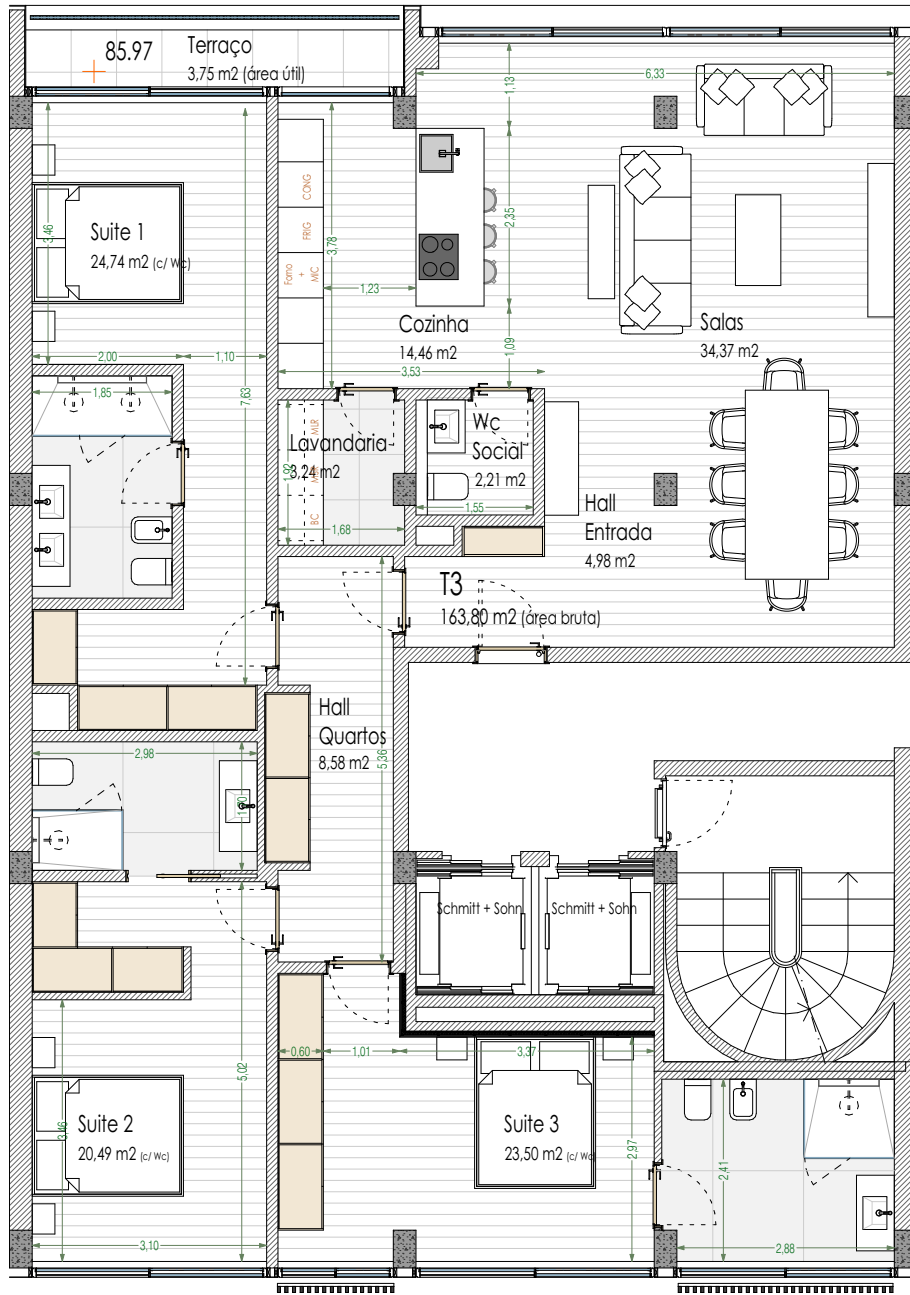 85.97
Terraço
3,75 m2 (área útil)
6,33
1,13
CONG
FRIG
Forno
+
MIC
3,46
Suite 1
24,74 m2 (c/ Wc)
3,78
2,35
1,23
Cozinha
14,46 m2
Salas
34,37 m2
1,09
2,00
1,10
3,53
1,85
7,63
MLR
Lavandaria
3,24 m2
1,92
BC
1,68
Wc
Social
2,21 m2
1,55
Hall
Entrada
4,98 m2
T3
163,80 m2 (área bruta)
Hall
Quartos
8,58 m2
5,36
2,98
Schmitt + Sohn
Schmitt + Sohn
0,60
1,01
3,37
5,02
3,46
Suite 2
20,49 m2 (c/ Wc)
Suite 3
23,50 m2 (c/ Wc)
2,97
2,41
3,10
2,88